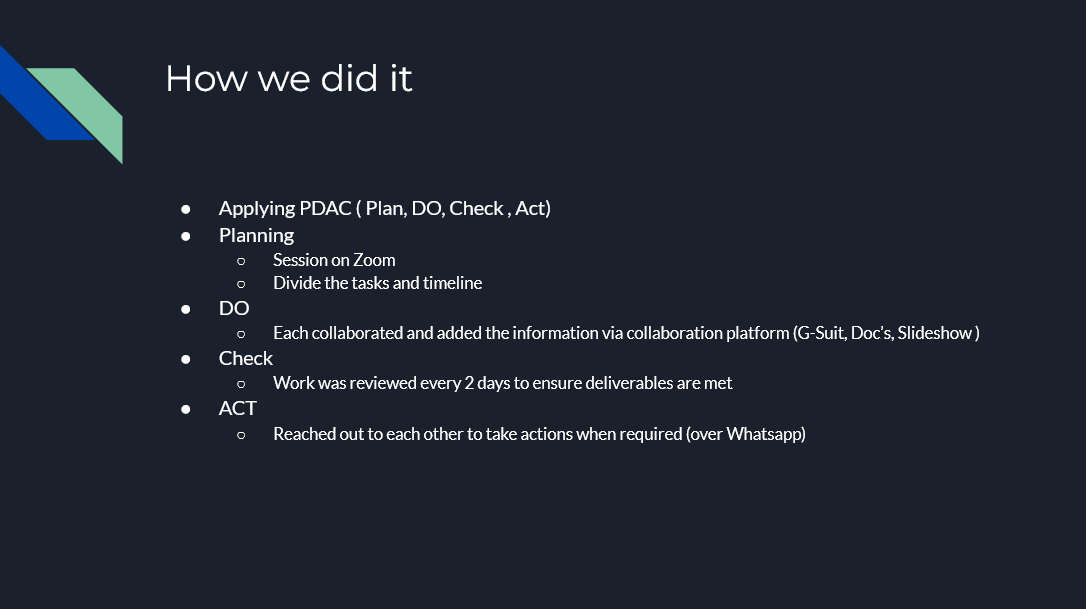 How we did it
● Applying PDAC ( Plan, DO, Check , Act)
● Planning
○ Session on Zoom
○ Divide the tasks and timeline
● DO
○ Each collaborated and added the information via collaboration platform (G-Suit, Doc's, Slideshow )
● Check
○ Work was reviewed every 2 days to ensure deliverables are met
● ACT
○ Reached out to each other to take actions when required (over Whatsapp)